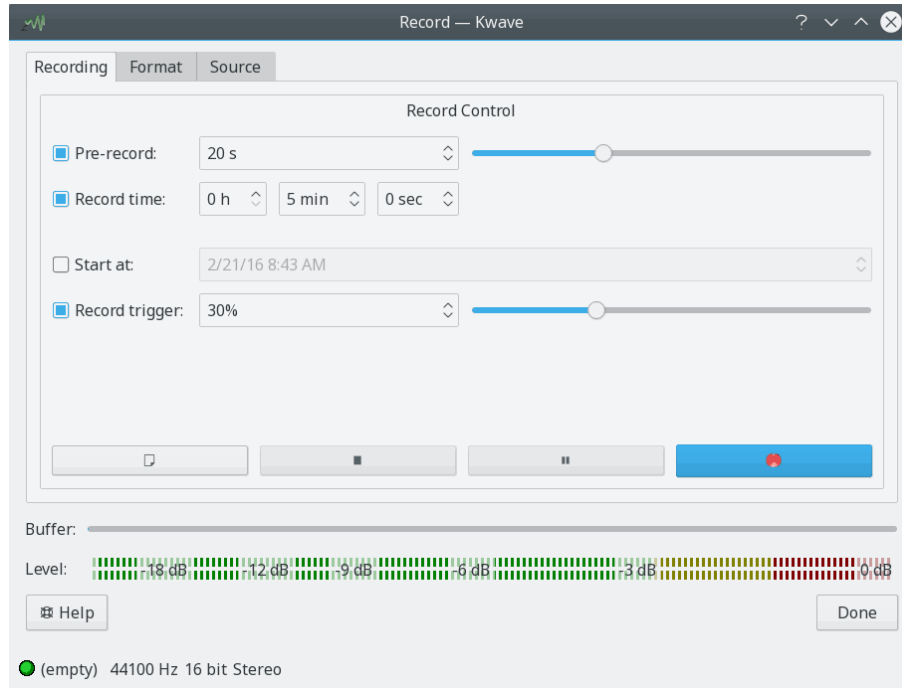 Record — Kwave
Recording Format Source
Record Control
Pre-record: 20 s
Record time: 0 h 5 min 0 sec
Start at: 2/21/16 8:43 AM
Record trigger: 30%
Buffer:
Level: -18 dB -12 dB -9 dB -6 dB -3 dB 0 dB
Help Done
(empty) 44100 Hz 16 bit Stereo